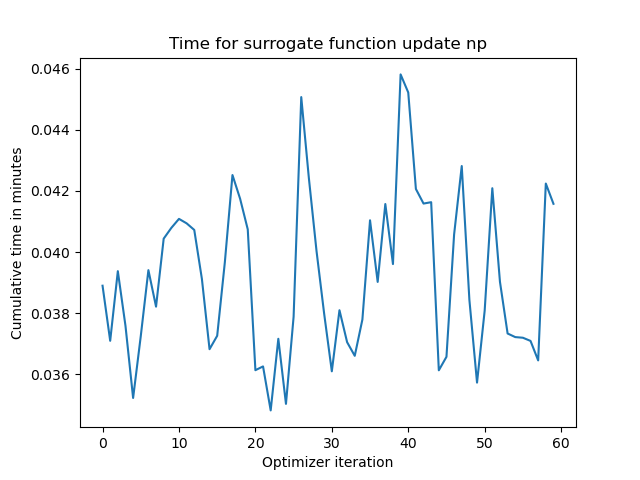 Time for surrogate function update np
Cumulative time in minutes
0.046
0.044
0.042
0.040
0.038
0.036
0 10 20 30 40 50 60
Optimizer iteration